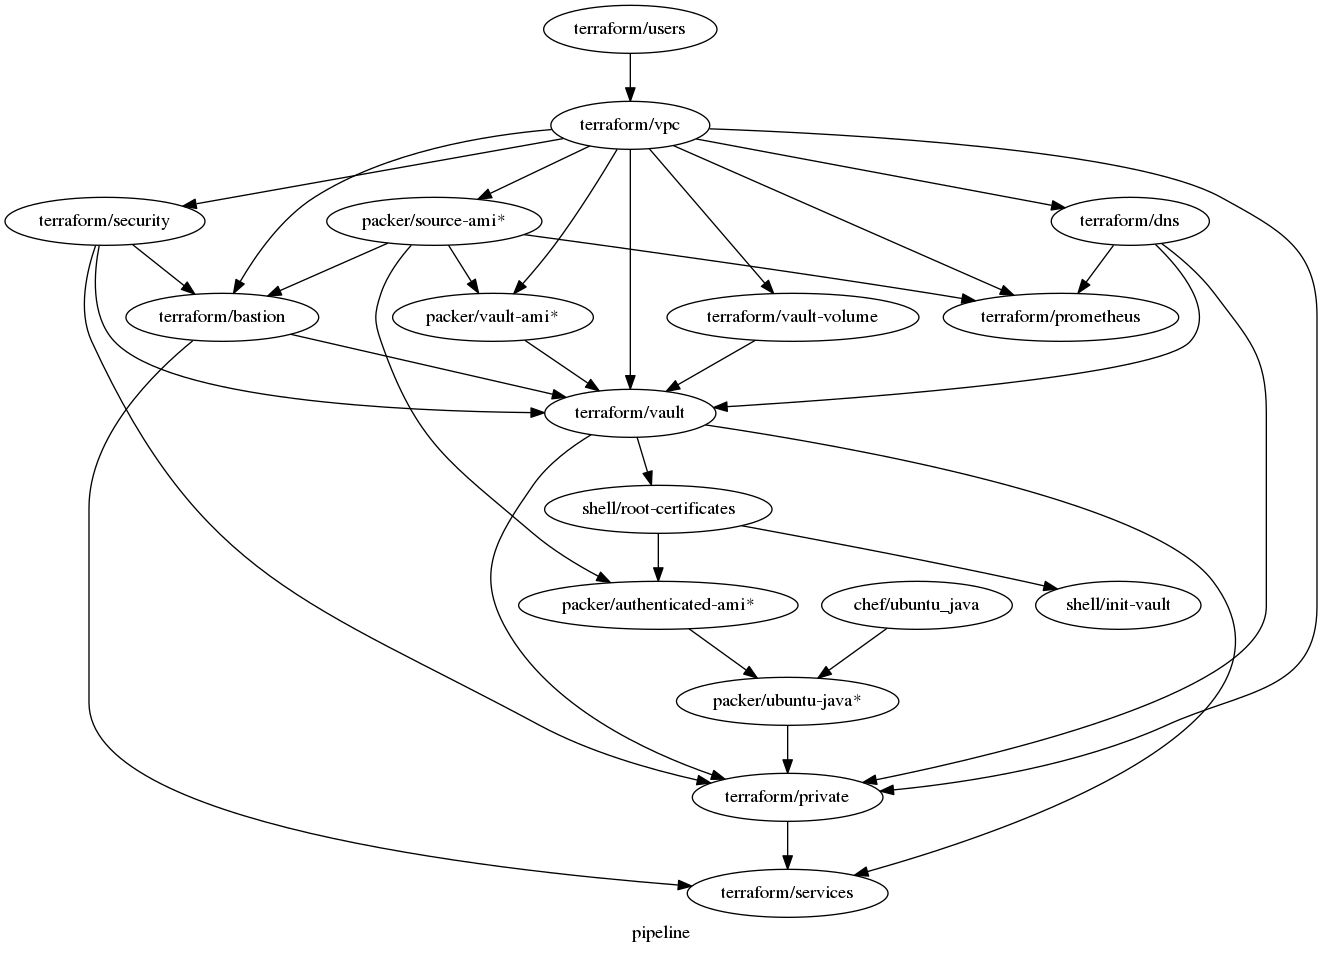 terraform/users
terraform/vpc
terraform/security
packer/source-ami*
terraform/dns
terraform/bastion
packer/vault-ami*
terraform/vault-volume
terraform/prometheus
terraform/vault
shell/root-certificates
packer/authenticated-ami*
chef/ubuntu_java
shell/init-vault
packer/ubuntu-java*
terraform/private
terraform/services
pipeline